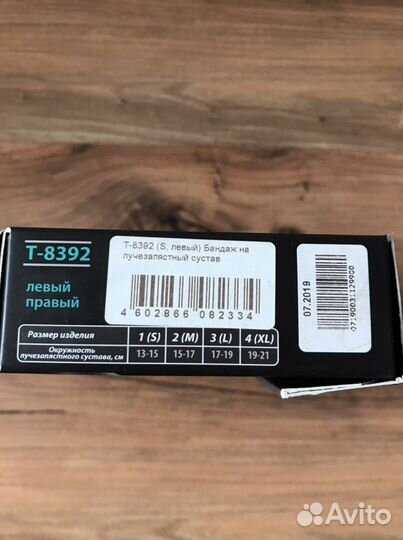 T-8392
левый
правый
T-8392 (S, левый) Бандаж на
лучезапястный сустав
4 602866 082334
07.2019
07190031129900
Размер изделия 1 (S) 2 (M) 3 (L) 4 (XL)
Окружность
лучезапястного сустава, см 13-15 15-17 17-19 19-21
Avito